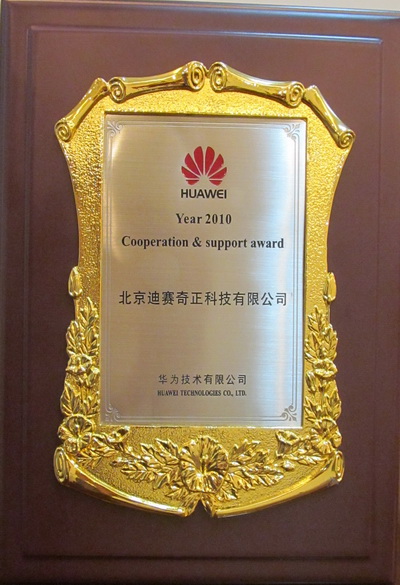 HUAWEI
Year 2010
Cooperation & support award
北京迪赛奇正科技有限公司
华为技术有限公司
HUAWEI TECHNOLOGIES CO., LTD.